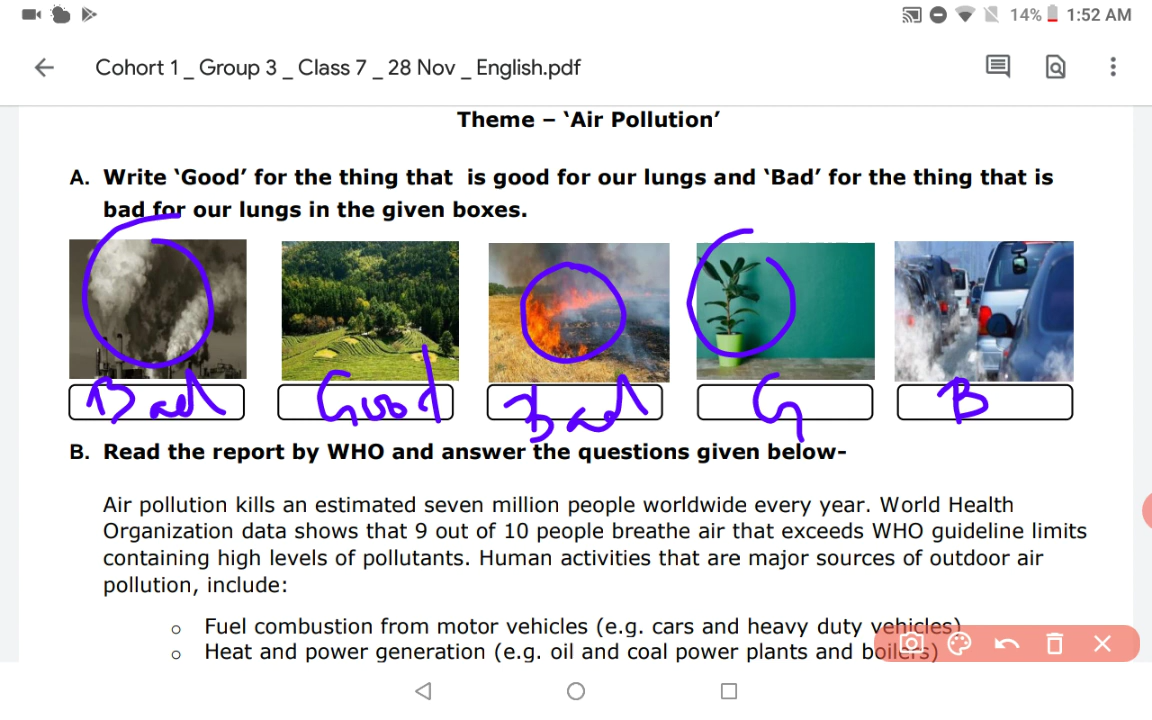 14% 1:52 AM
Cohort 1 _ Group 3 _ Class 7 _ 28 Nov _ English.pdf
Theme – ‘Air Pollution’
A. Write ‘Good’ for the thing that is good for our lungs and ‘Bad’ for the thing that is
bad for our lungs in the given boxes.
Bad Good Bad G B
B. Read the report by WHO and answer the questions given below-
Air pollution kills an estimated seven million people worldwide every year. World Health
Organization data shows that 9 out of 10 people breathe air that exceeds WHO guideline limits
containing high levels of pollutants. Human activities that are major sources of outdoor air
pollution, include:
o Fuel combustion from motor vehicles (e.g. cars and heavy duty vehicles)
o Heat and power generation (e.g. oil and coal power plants and boilers)